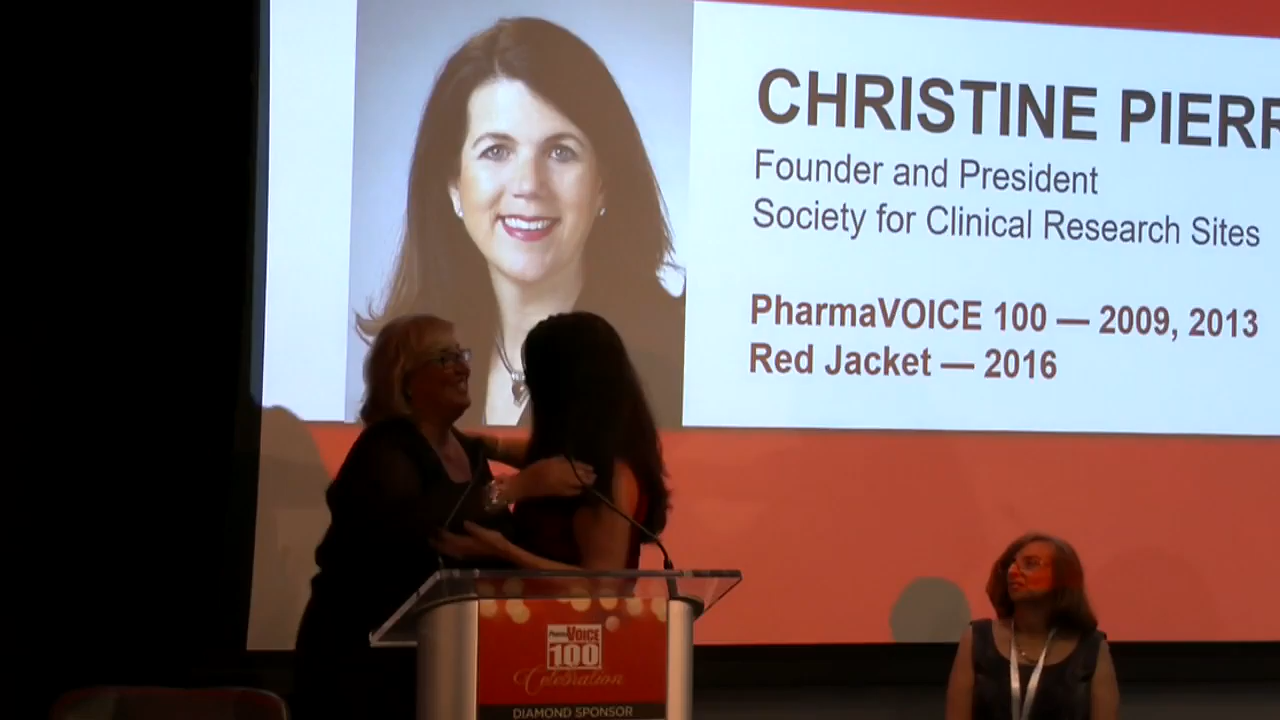 CHRISTINE PIERR
Founder and President
Society for Clinical Research Sites
PharmaVOICE 100 — 2009, 2013
Red Jacket — 2016
PharmaVOICE
100
Celebration
DIAMOND SPONSOR